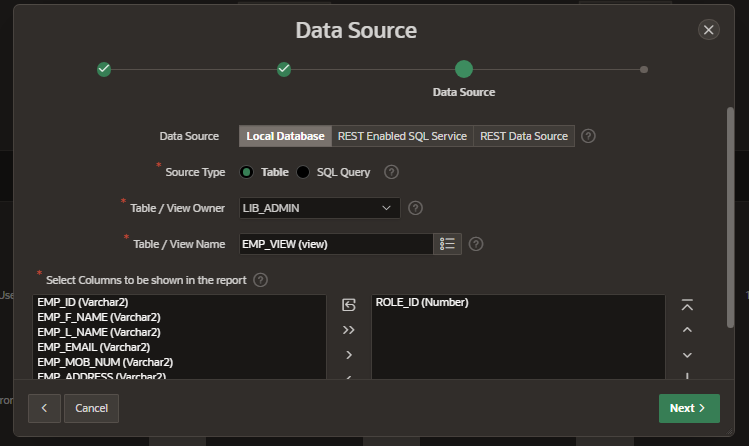 Data Source
Data Source
Data Source Local Database REST Enabled SQL Service REST Data Source ?
* Source Type Table SQL Query ?
* Table / View Owner LIB_ADMIN ?
* Table / View Name EMP_VIEW (view) ?
* Select Columns to be shown in the report ?
EMP_ID (Varchar2)
EMP_F_NAME (Varchar2)
EMP_L_NAME (Varchar2)
EMP_EMAIL (Varchar2)
EMP_MOB_NUM (Varchar2)
EMP_ADDRESS (Varchar2)
ROLE_ID (Number)
Cancel
Next